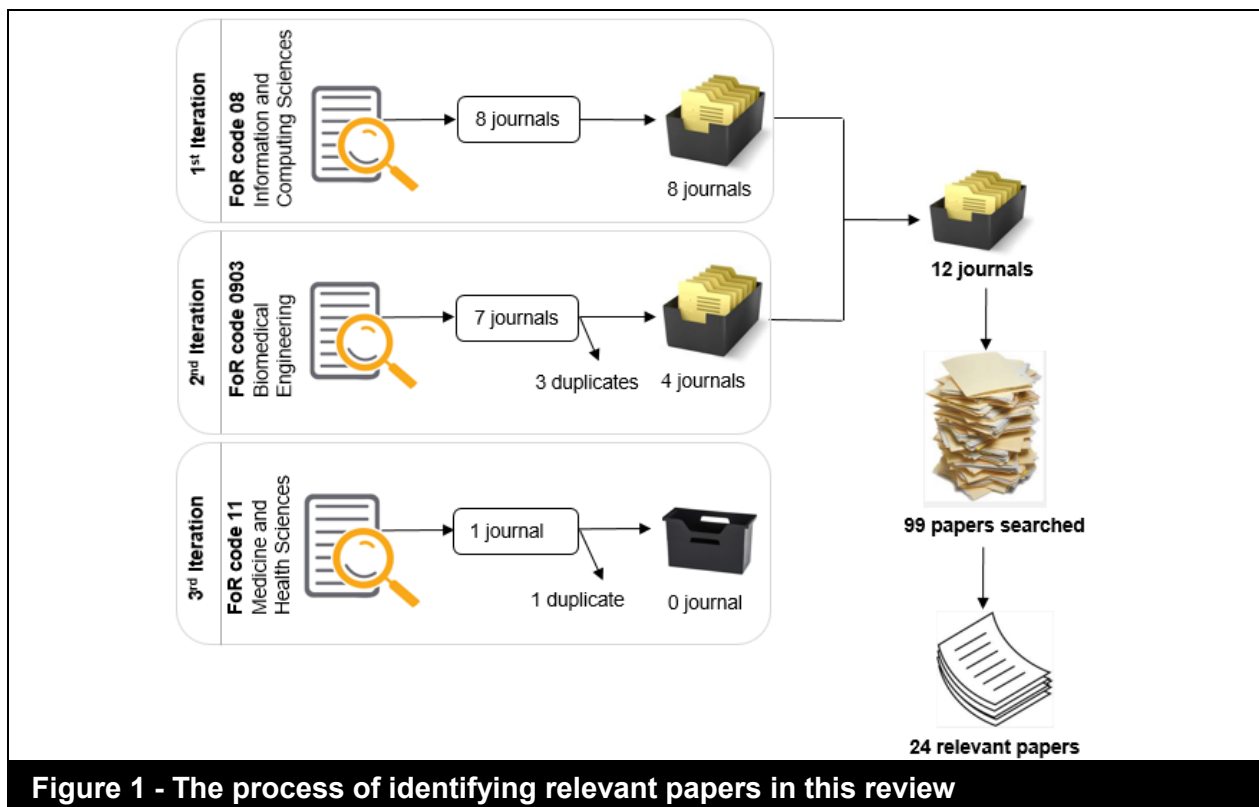 1st Iteration
FoR code 08
Information and
Computing Sciences
8 journals
8 journals
2nd Iteration
FoR code 0903
Biomedical
Engineering
7 journals
3 duplicates
4 journals
3rd Iteration
FoR code 11
Medicine and
Health Sciences
1 journal
1 duplicate
0 journal
12 journals
99 papers searched
24 relevant papers
Figure 1 - The process of identifying relevant papers in this review